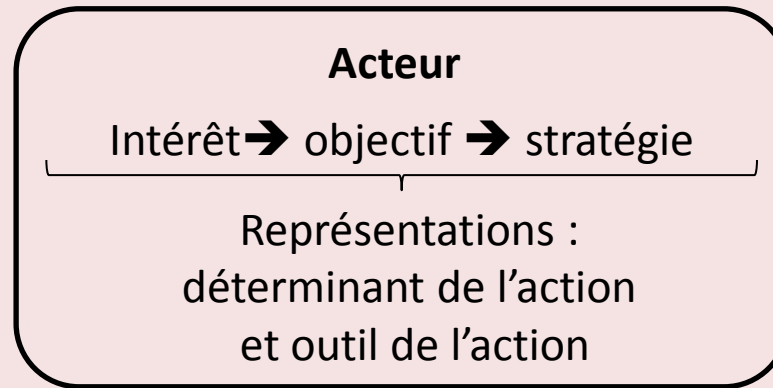 Acteur
Intérêt➔ objectif ➔ stratégie
Représentations :
déterminant de l’action
et outil de l’action